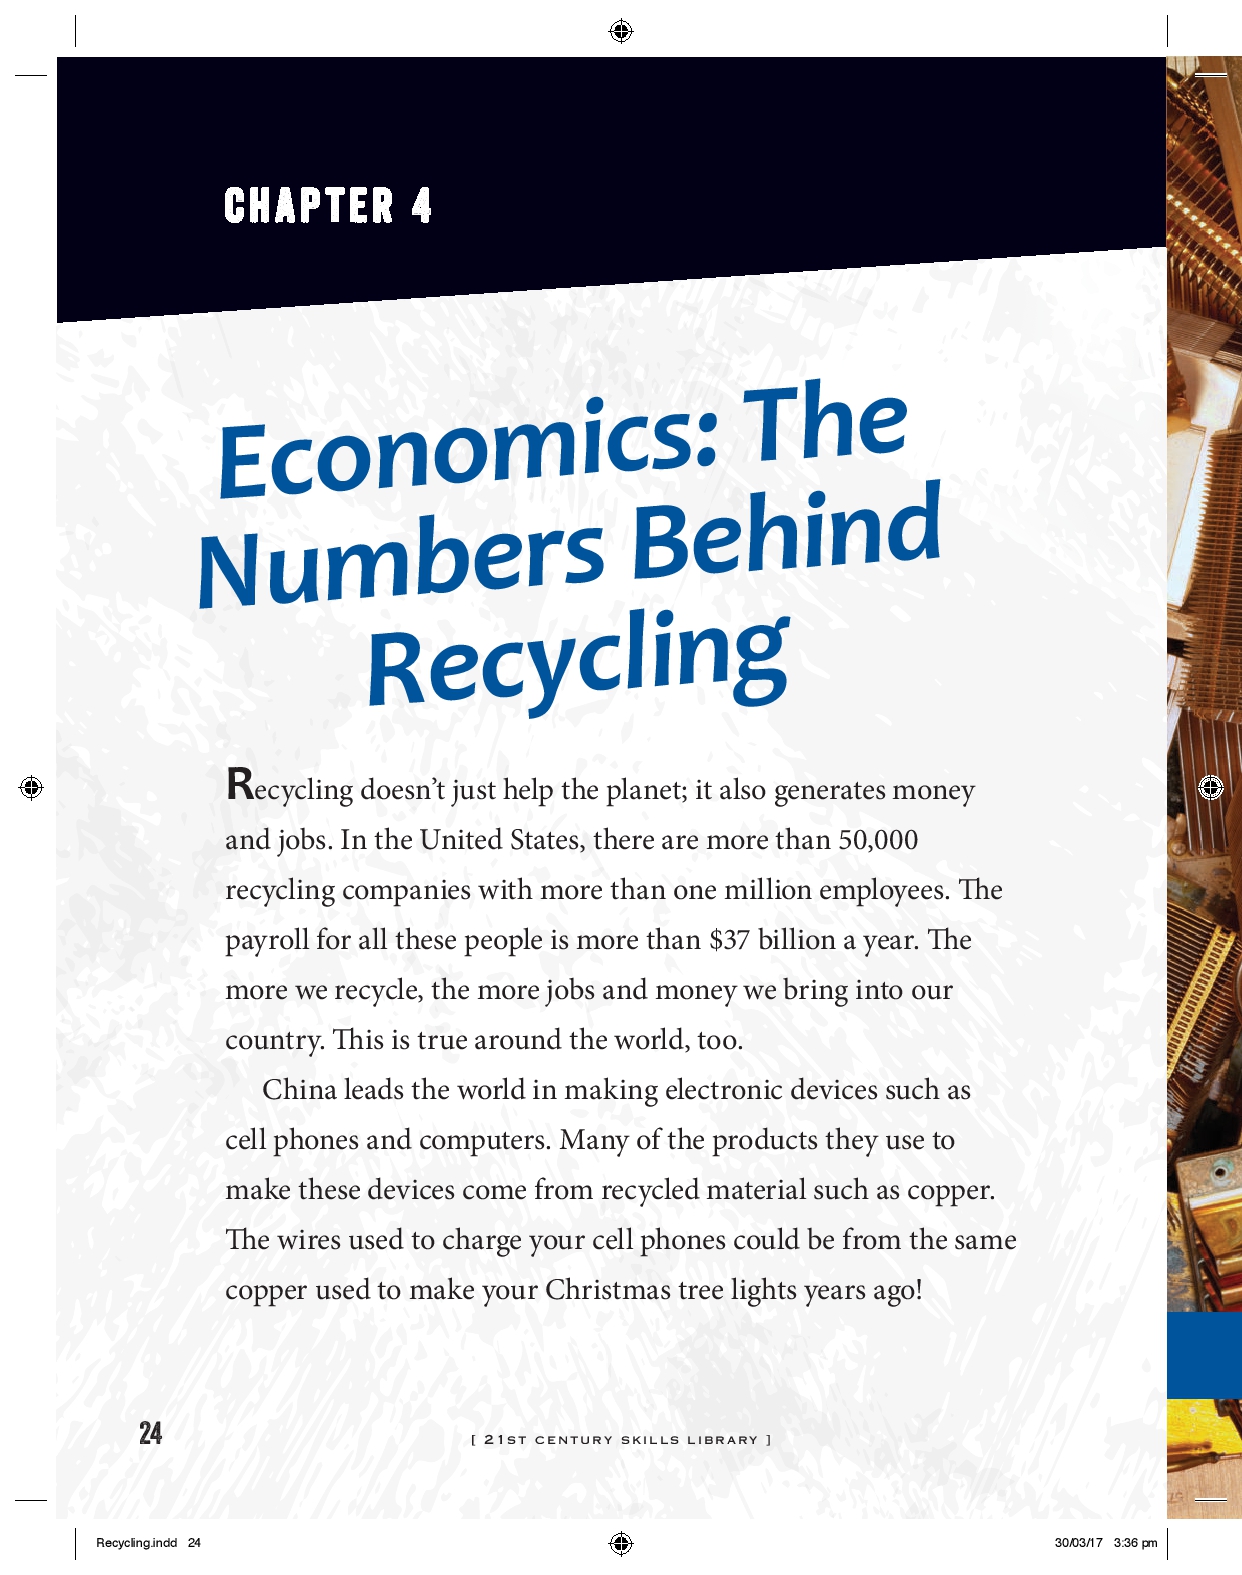 CHAPTER 4
Economics: The
Numbers Behind
Recycling
Recycling doesn’t just help the planet; it also generates money
and jobs. In the United States, there are more than 50,000
recycling companies with more than one million employees. The
payroll for all these people is more than $37 billion a year. The
more we recycle, the more jobs and money we bring into our
country. This is true around the world, too.
China leads the world in making electronic devices such as
cell phones and computers. Many of the products they use to
make these devices come from recycled material such as copper.
The wires used to charge your cell phones could be from the same
copper used to make your Christmas tree lights years ago!
24
[ 21ST CENTURY SKILLS LIBRARY ]
Recycling.indd 24
30/03/17 3:36 pm